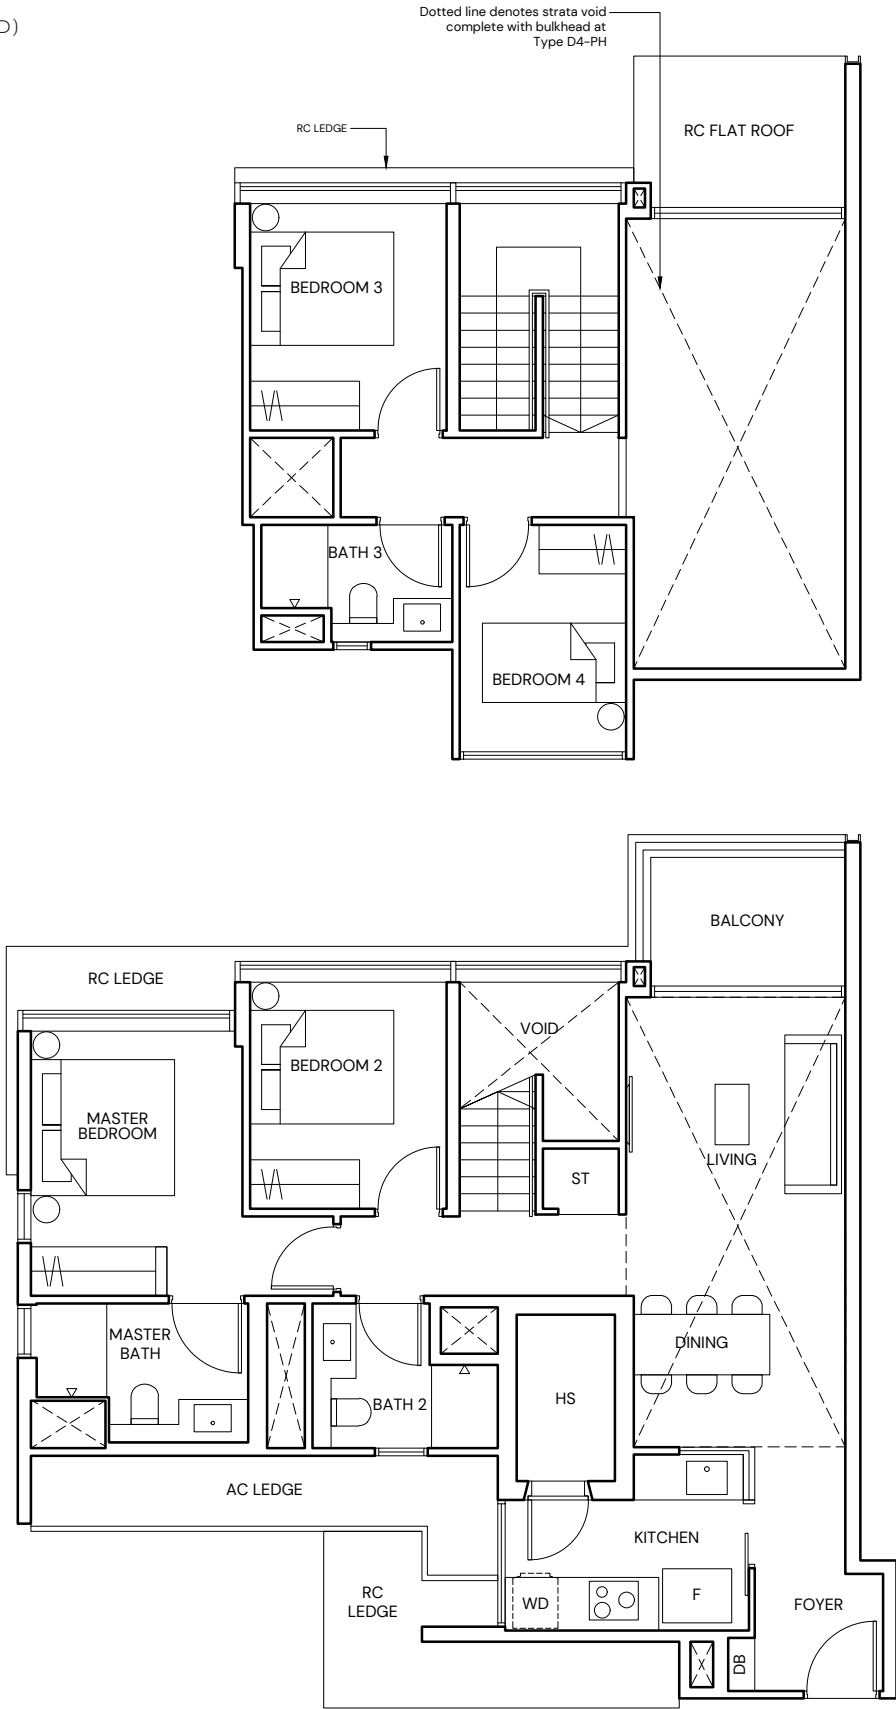 D)
Dotted line denotes strata void
complete with bulkhead at
Type D4-PH
RC FLAT ROOF
RC LEDGE
BEDROOM 3
BATH 3
BEDROOM 4
BALCONY
RC LEDGE
VOID
BEDROOM 2
MASTER
BEDROOM
LIVING
ST
MASTER
BATH
DINING
HS
BATH 2
AC LEDGE
KITCHEN
RC
LEDGE
WD
F
FOYER
DB